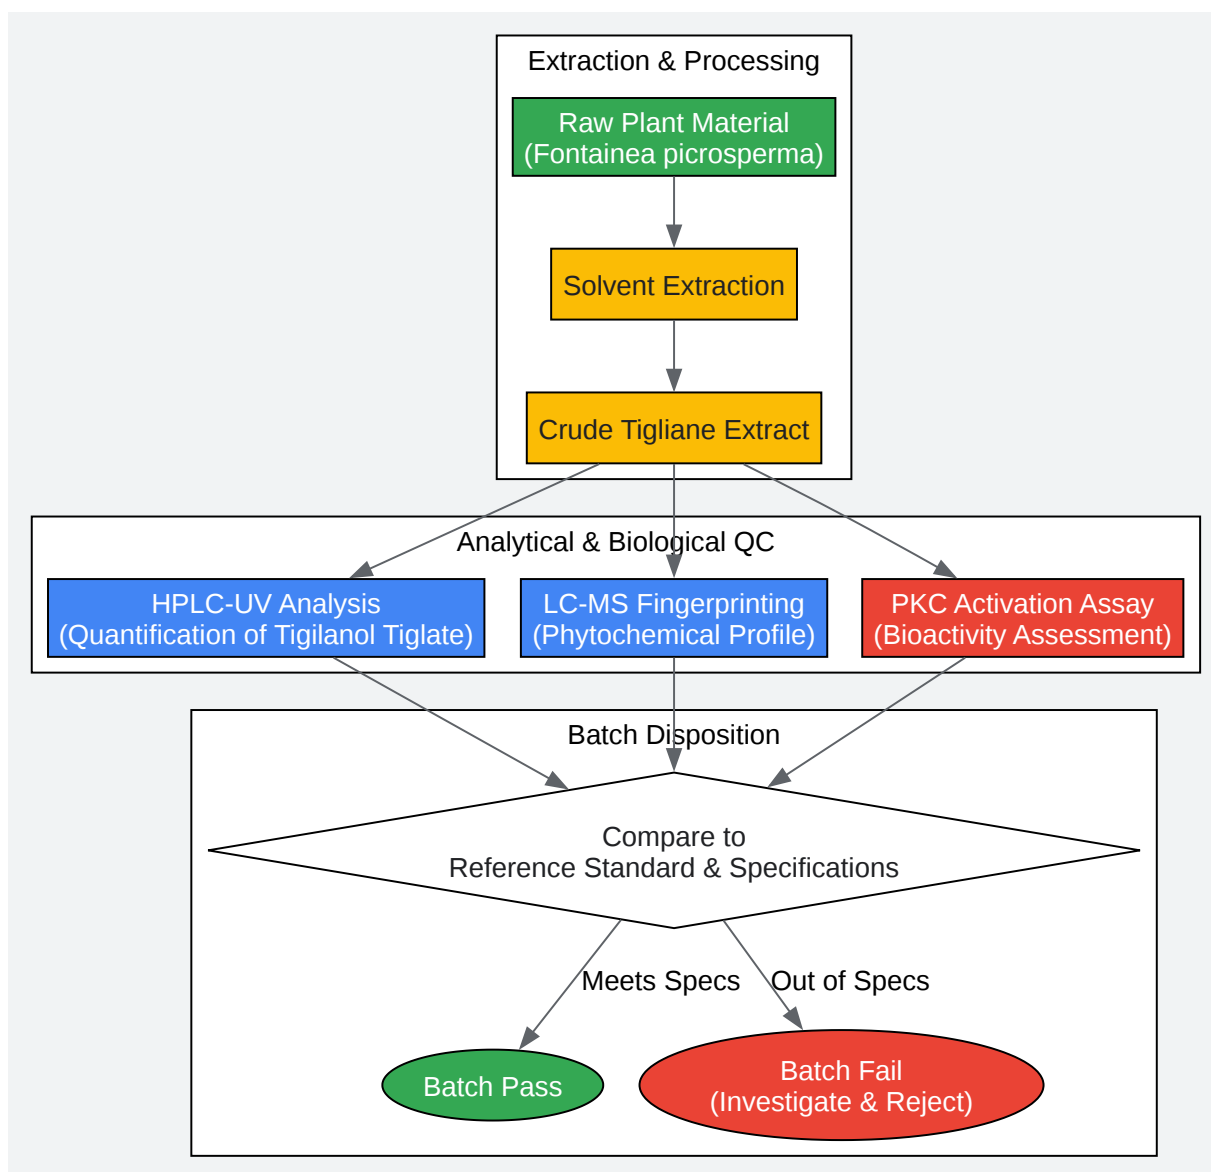 Extraction & Processing
Raw Plant Material
(Fontainea picrosperma)
Solvent Extraction
Crude Tigliane Extract
Analytical & Biological QC
HPLC-UV Analysis
(Quantification of Tigilanol Tiglate)
LC-MS Fingerprinting
(Phytochemical Profile)
PKC Activation Assay
(Bioactivity Assessment)
Batch Disposition
Compare to
Reference Standard & Specifications
Meets Specs
Out of Specs
Batch Pass
Batch Fail
(Investigate & Reject)